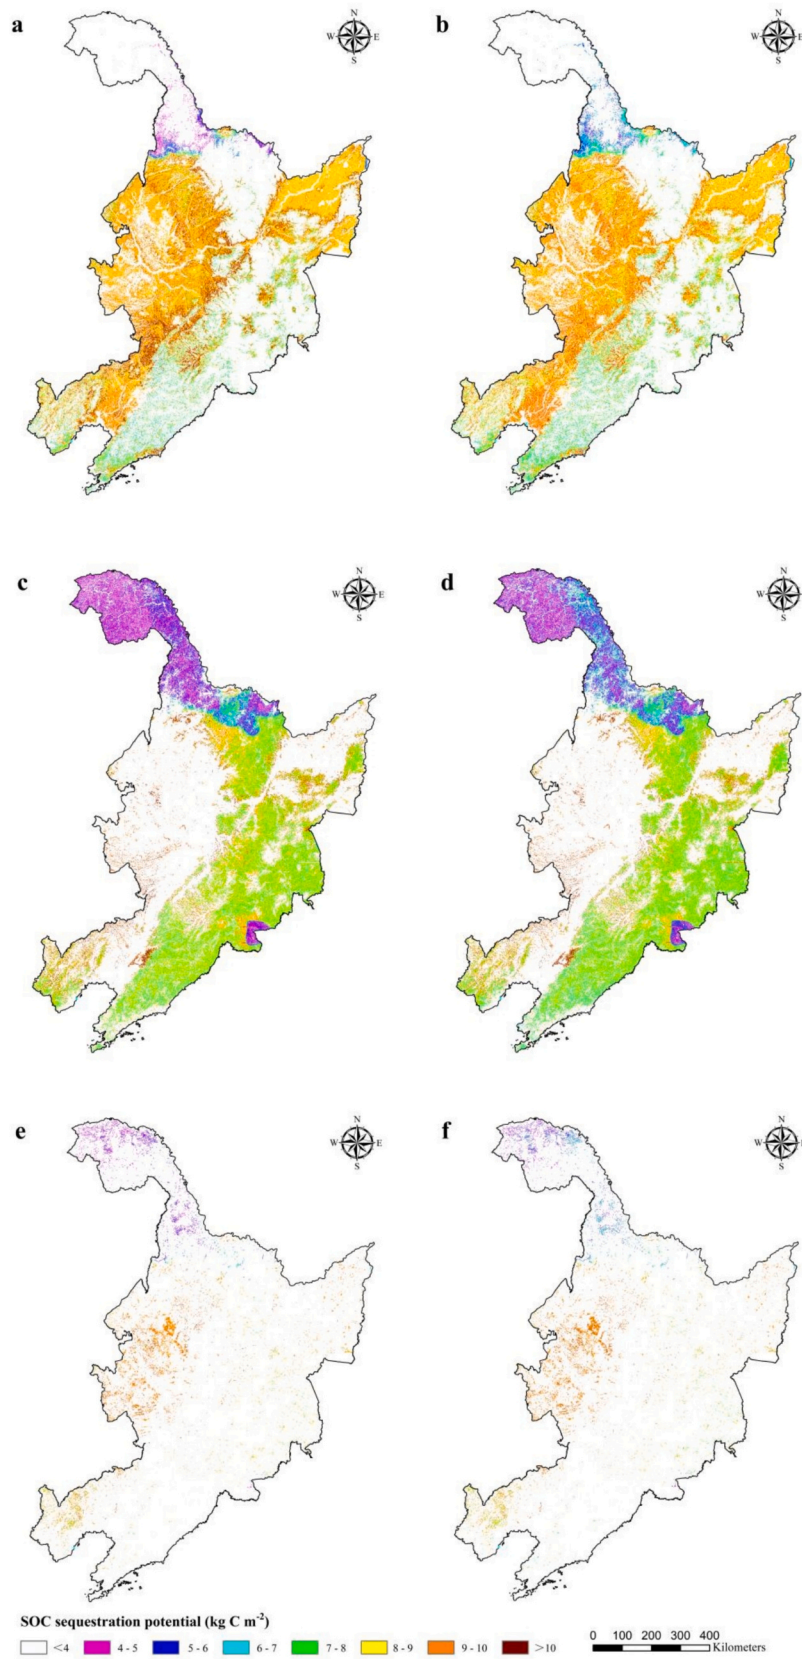 a
N
W E
S
b
N
W E
S
c
N
W E
S
d
N
W
S
e
N
W E
S
f
N
W
S
SOC sequestration potential (kg C m-2)
<4 4 - 5 5 - 6 6 - 7 7 - 8 8 - 9 9 - 10 >10
0 100 200 300 400
Kilometers